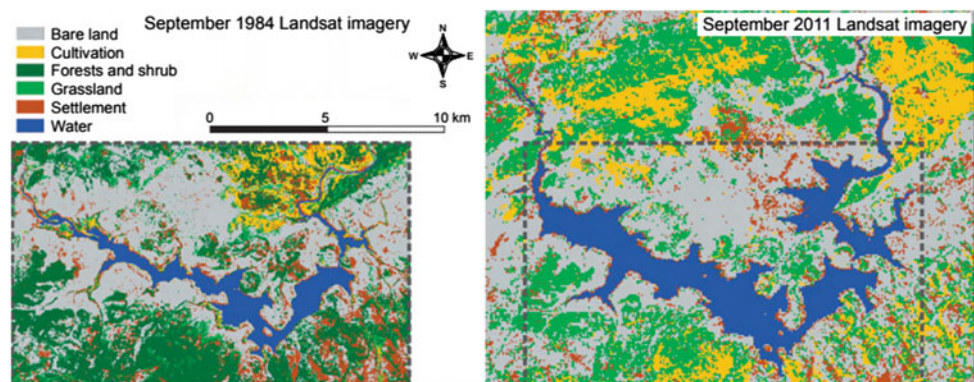 September 1984 Landsat imagery
Bare land
Cultivation
Forests and shrub
Grassland
Settlement
Water
N
W E
S
0 5 10 km
September 2011 Landsat imagery